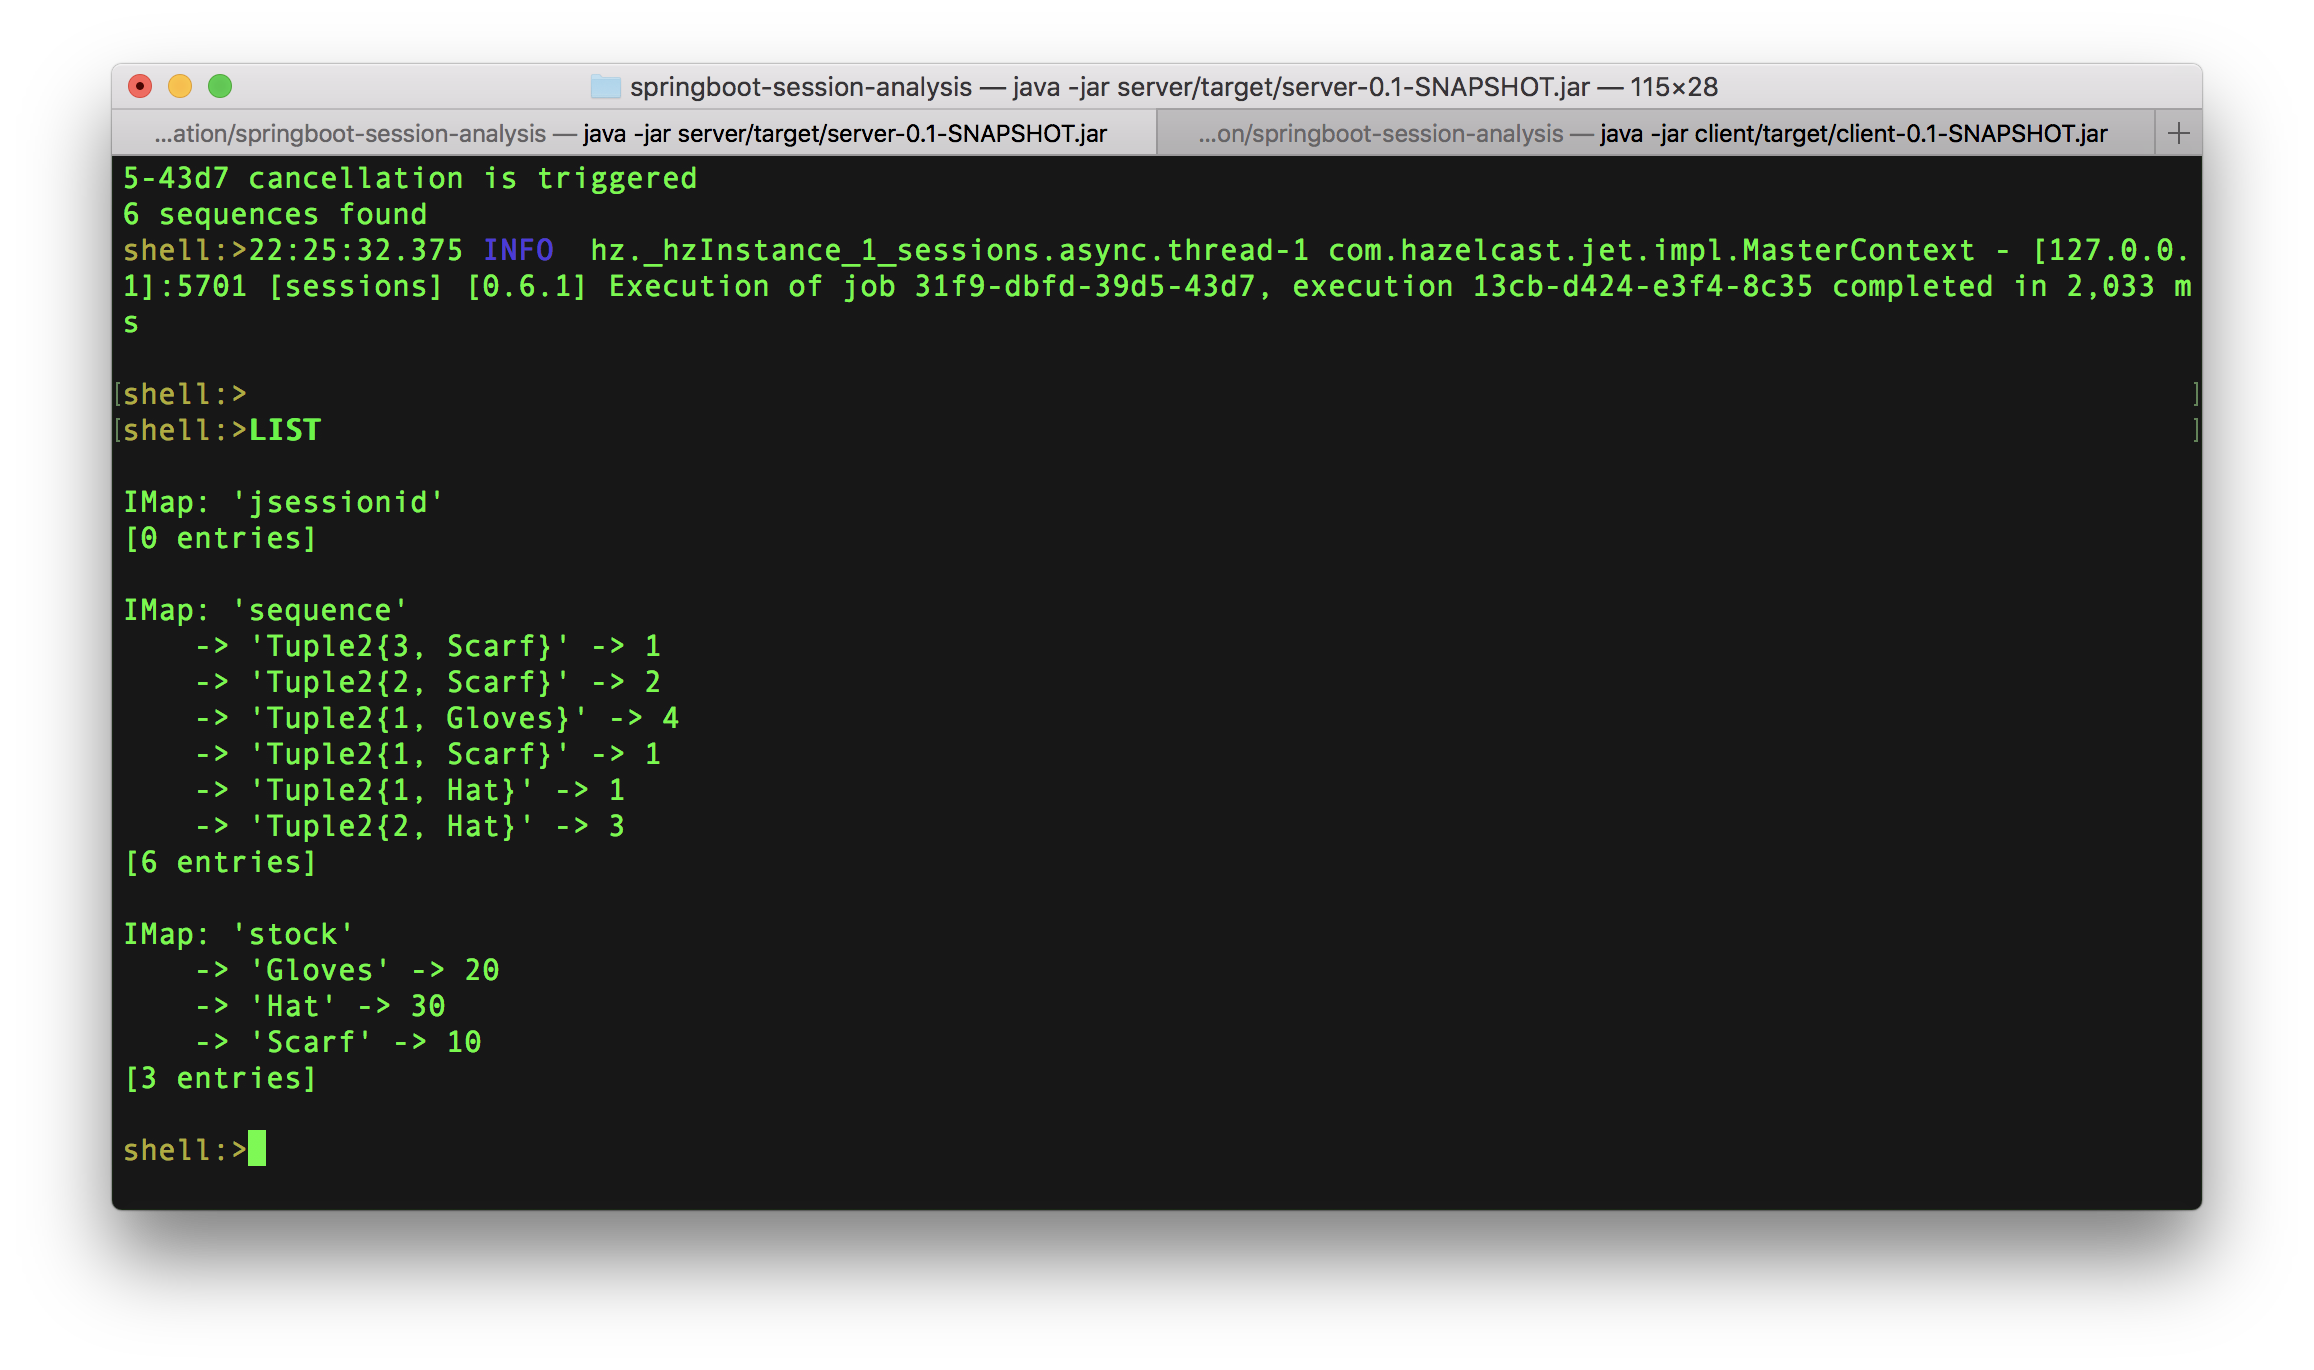 springboot-session-analysis — java -jar server/target/server-0.1-SNAPSHOT.jar — 115×28
...ation/springboot-session-analysis — java -jar server/target/server-0.1-SNAPSHOT.jar
...on/springboot-session-analysis — java -jar client/target/client-0.1-SNAPSHOT.jar
5-43d7 cancellation is triggered
6 sequences found
shell:>22:25:32.375 INFO  hz._hzInstance_1_sessions.async.thread-1 com.hazelcast.jet.impl.MasterContext - [127.0.0.
1]:5701 [sessions] [0.6.1] Execution of job 31f9-dbfd-39d5-43d7, execution 13cb-d424-e3f4-8c35 completed in 2,033 m
s
[shell:> ]
[shell:>LIST ]
IMap: 'jsessionid'
[0 entries]
IMap: 'sequence'
    -> 'Tuple2{3, Scarf}' -> 1
    -> 'Tuple2{2, Scarf}' -> 2
    -> 'Tuple2{1, Gloves}' -> 4
    -> 'Tuple2{1, Scarf}' -> 1
    -> 'Tuple2{1, Hat}' -> 1
    -> 'Tuple2{2, Hat}' -> 3
[6 entries]
IMap: 'stock'
    -> 'Gloves' -> 20
    -> 'Hat' -> 30
    -> 'Scarf' -> 10
[3 entries]
shell:>